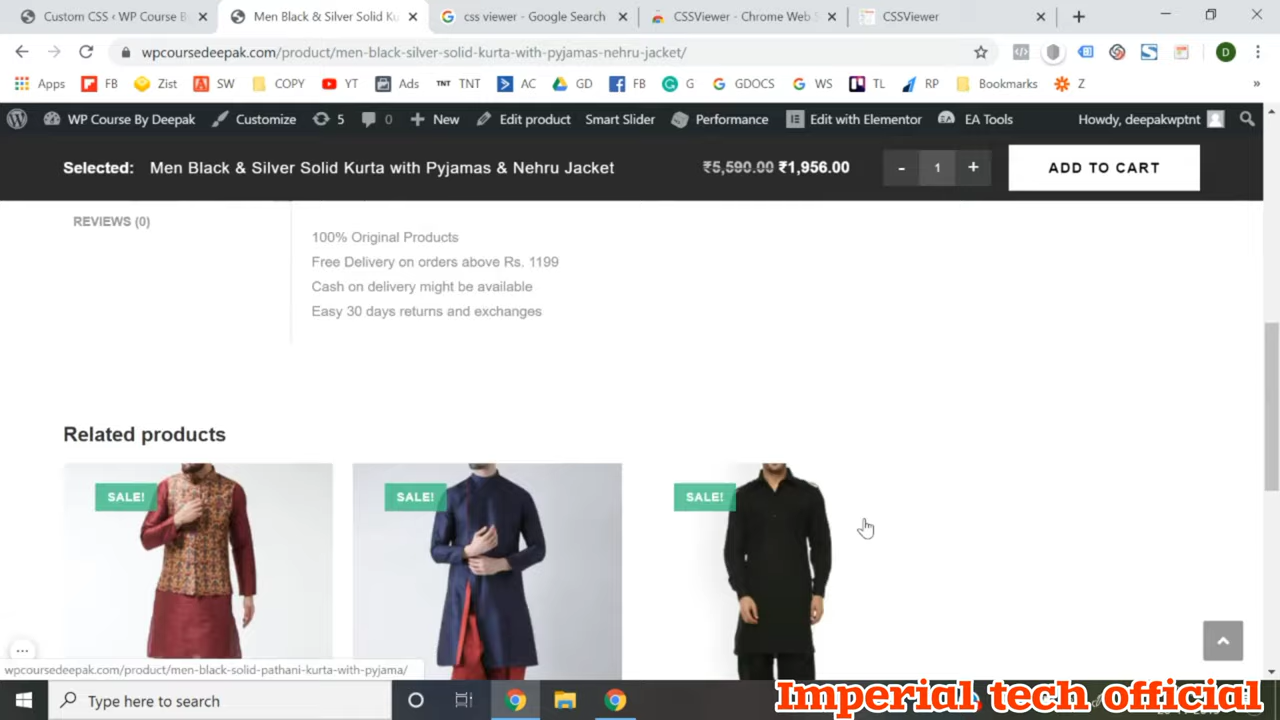 Custom CSS < WP Course B
Men Black & Silver Solid Ku
css viewer - Google Search
CSSViewer - Chrome Web S
CSSViewer
wpcoursedeepak.com/product/men-black-silver-solid-kurta-with-pyjamas-nehru-jacket/
D
Apps FB Zist SW COPY YT Ads TNT TNT AC GD FB G GDOCS WS TL RP Bookmarks Z »
WP Course By Deepak Customize 5 0 New Edit product Smart Slider Performance Edit with Elementor EA Tools Howdy, deepakwptnt
Selected: Men Black & Silver Solid Kurta with Pyjamas & Nehru Jacket ₹5,590.00 ₹1,956.00 - 1 + ADD TO CART
REVIEWS (0)
100% Original Products
Free Delivery on orders above Rs. 1199
Cash on delivery might be available
Easy 30 days returns and exchanges
Related products
SALE! SALE! SALE!
wpcoursedeepak.com/product/men-black-solid-pathani-kurta-with-pyjama/
Type here to search
Imperial tech official